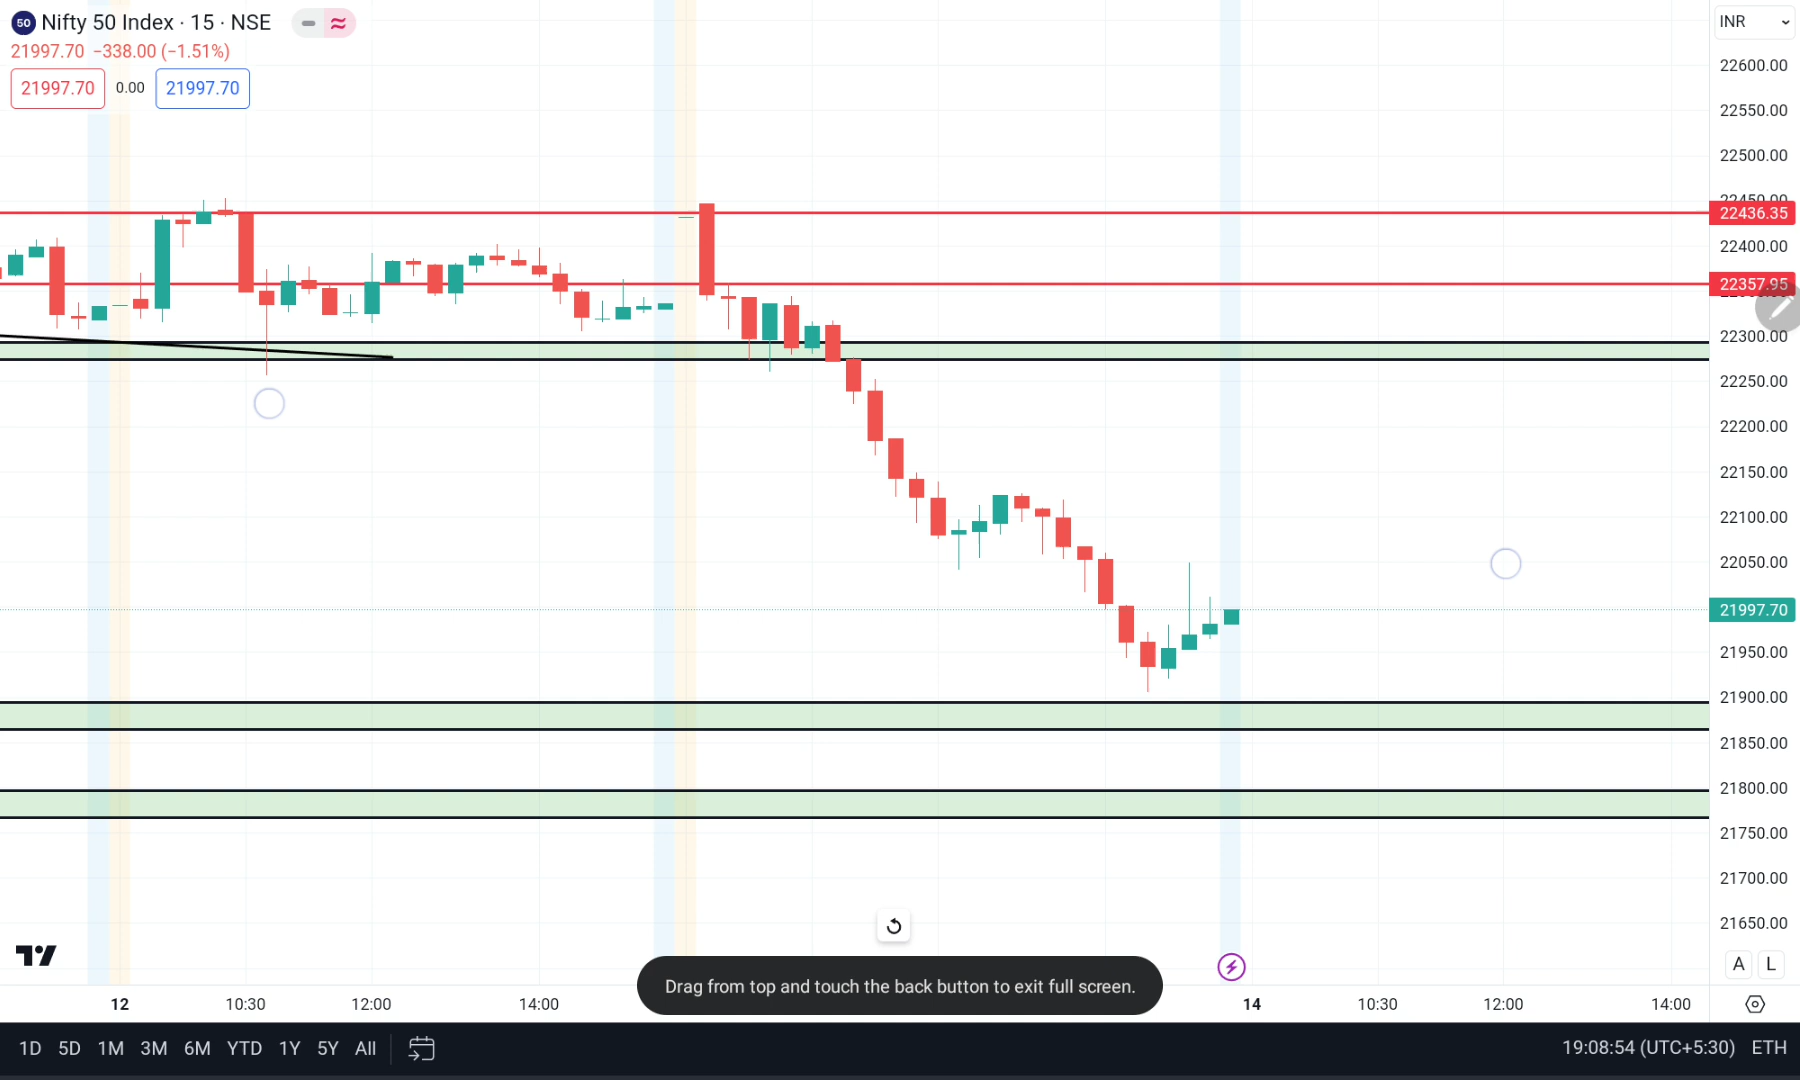 50 Nifty 50 Index · 15 · NSE
21997.70 −338.00 (−1.51%)
21997.70 0.00 21997.70
INR
22600.00
22550.00
22500.00
22436.35
22400.00
22357.95
22300.00
22250.00
22200.00
22150.00
22100.00
22050.00
21997.70
21950.00
21900.00
21850.00
21800.00
21750.00
21700.00
21650.00
A L
Drag from top and touch the back button to exit full screen.
12 10:30 12:00 14:00 14 10:30 12:00 14:00
1D 5D 1M 3M 6M YTD 1Y 5Y All 19:08:54 (UTC+5:30) ETH